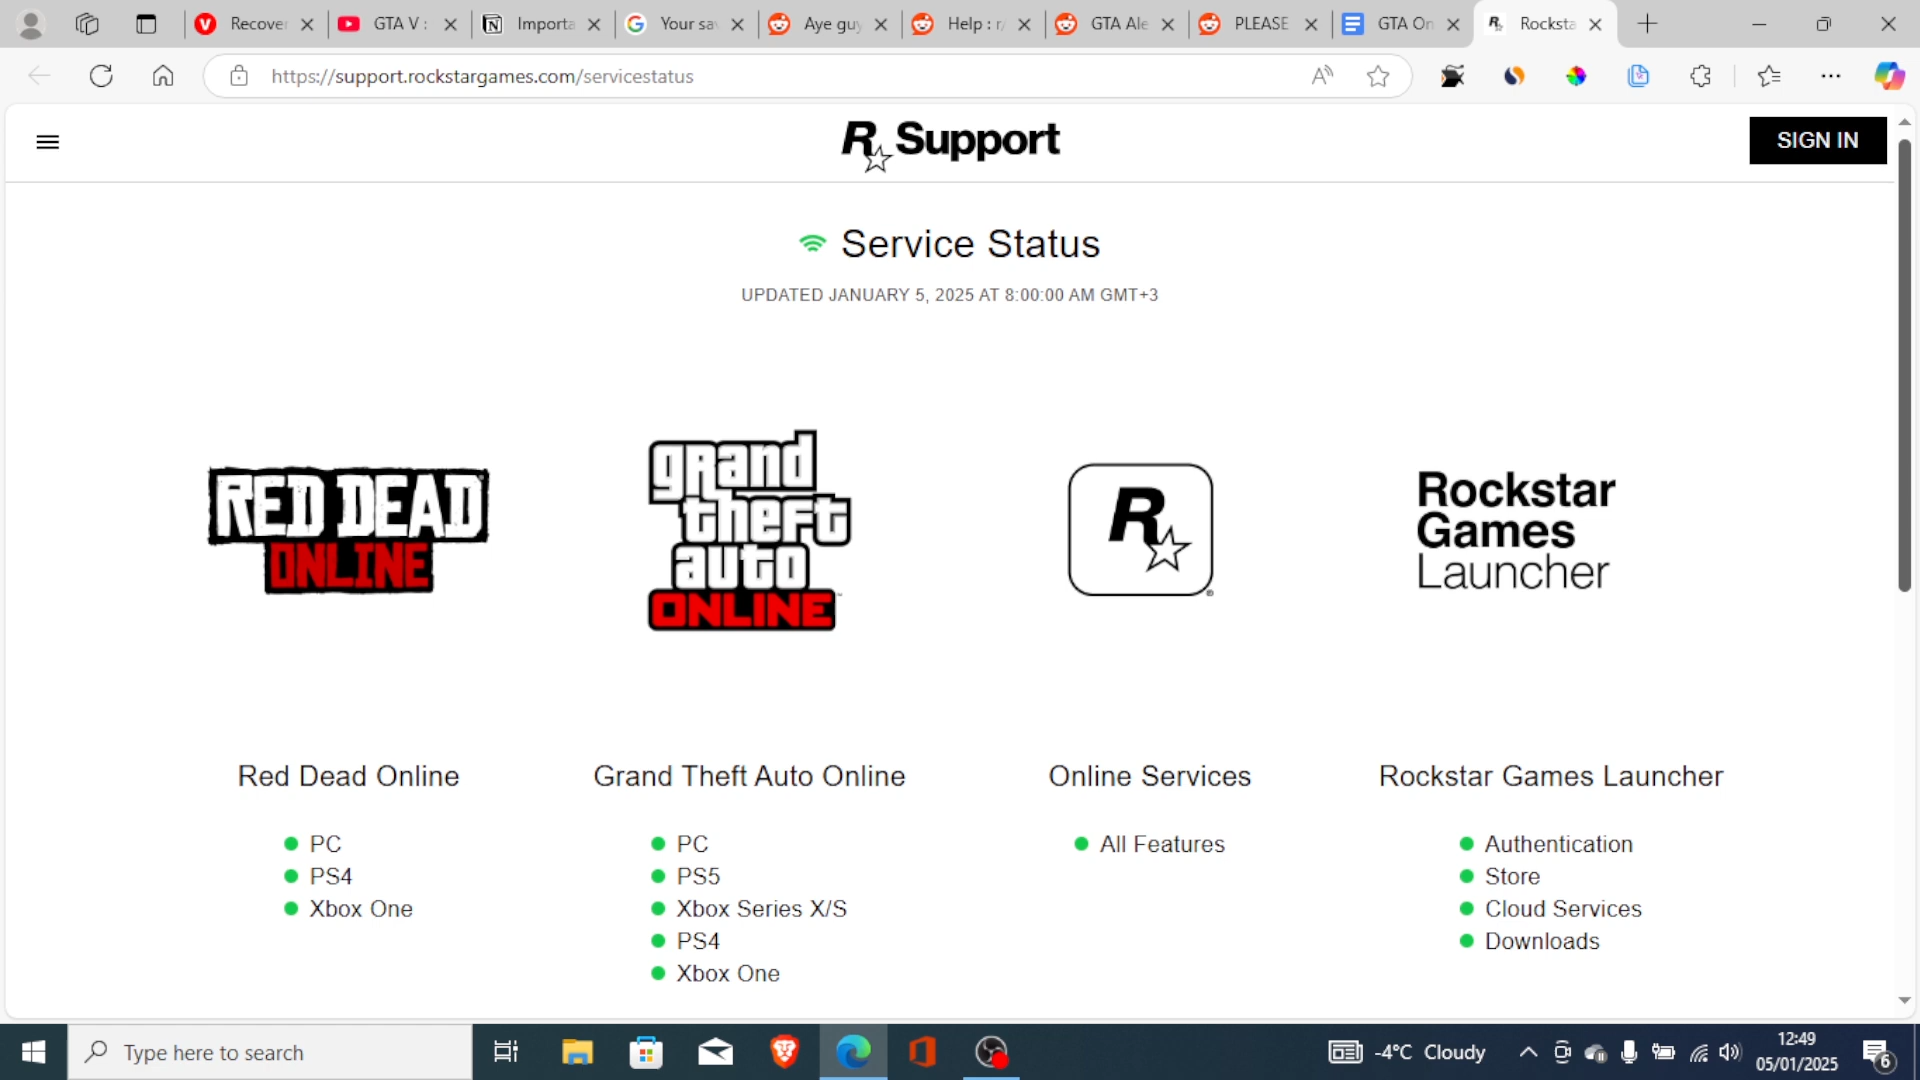 Recover
GTA V :
Importa
Your sav
Aye guy
Help : r/
GTA Ale
PLEASE
GTA On
Rocksta
https://support.rockstargames.com/servicestatus
R Support
SIGN IN
Service Status
UPDATED JANUARY 5, 2025 AT 8:00:00 AM GMT+3
RED DEAD
ONLINE
grand
theft
auto
ONLINE
R
Rockstar
Games
Launcher
Red Dead Online
Grand Theft Auto Online
Online Services
Rockstar Games Launcher
PC
PS4
Xbox One
PC
PS5
Xbox Series X/S
PS4
Xbox One
All Features
Authentication
Store
Cloud Services
Downloads
Type here to search
-4°C Cloudy
12:49
05/01/2025
6